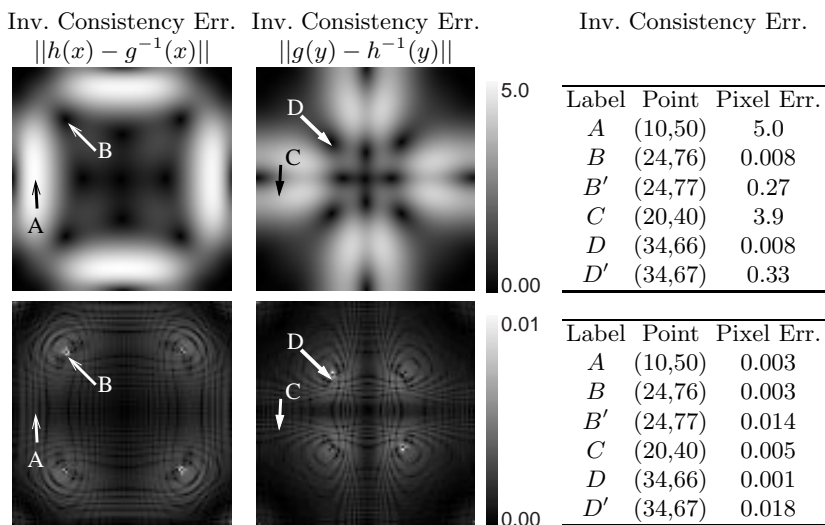 Inv. Consistency Err. Inv. Consistency Err. Inv. Consistency Err.
||h(x) − g⁻¹(x)|| ||g(y) − h⁻¹(y)||
D
B
C
A
5.0
0.00
Label Point Pixel Err.
A (10,50) 5.0
B (24,76) 0.008
B′ (24,77) 0.27
C (20,40) 3.9
D (34,66) 0.008
D′ (34,67) 0.33
D
B
C
A
0.01
0.00
Label Point Pixel Err.
A (10,50) 0.003
B (24,76) 0.003
B′ (24,77) 0.014
C (20,40) 0.005
D (34,66) 0.001
D′ (34,67) 0.018